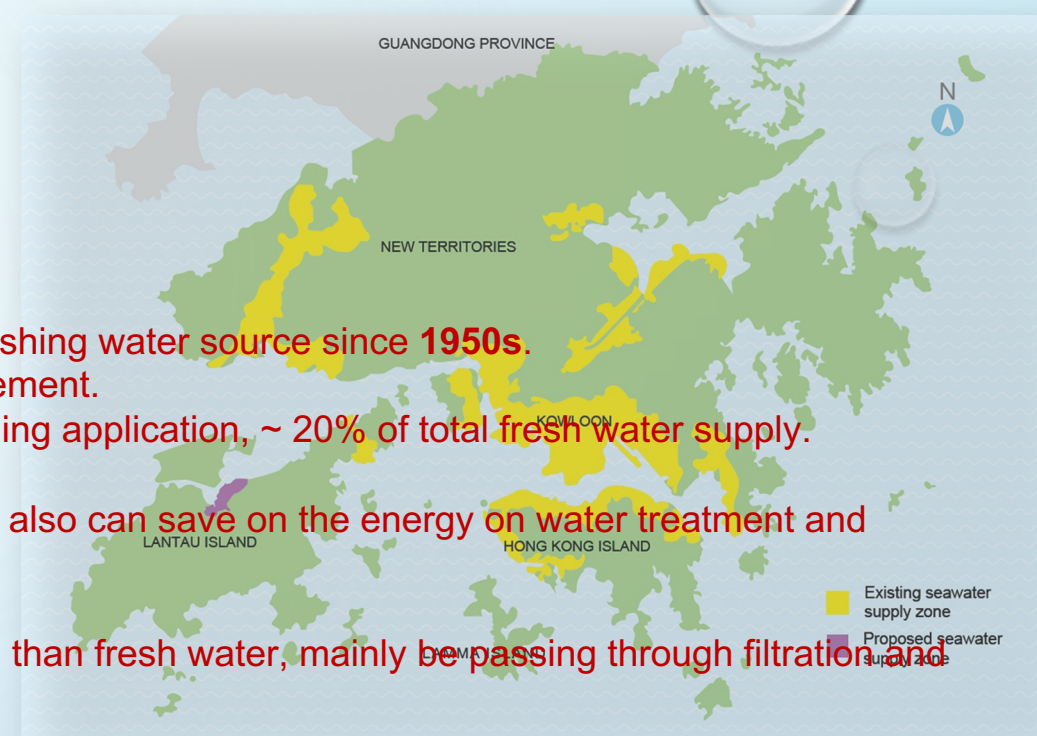 GUANGDONG PROVINCE
N
NEW TERRITORIES
shing water source since 1950s.
ement.
ing application, ~ 20% of total fresh water supply.
KOWLOON
also can save on the energy on water treatment and
LANTAU ISLAND
HONG KONG ISLAND
Existing seawater
supply zone
Proposed seawater
supply zone
than fresh water, mainly be passing through filtration and
LAMMA ISLAND